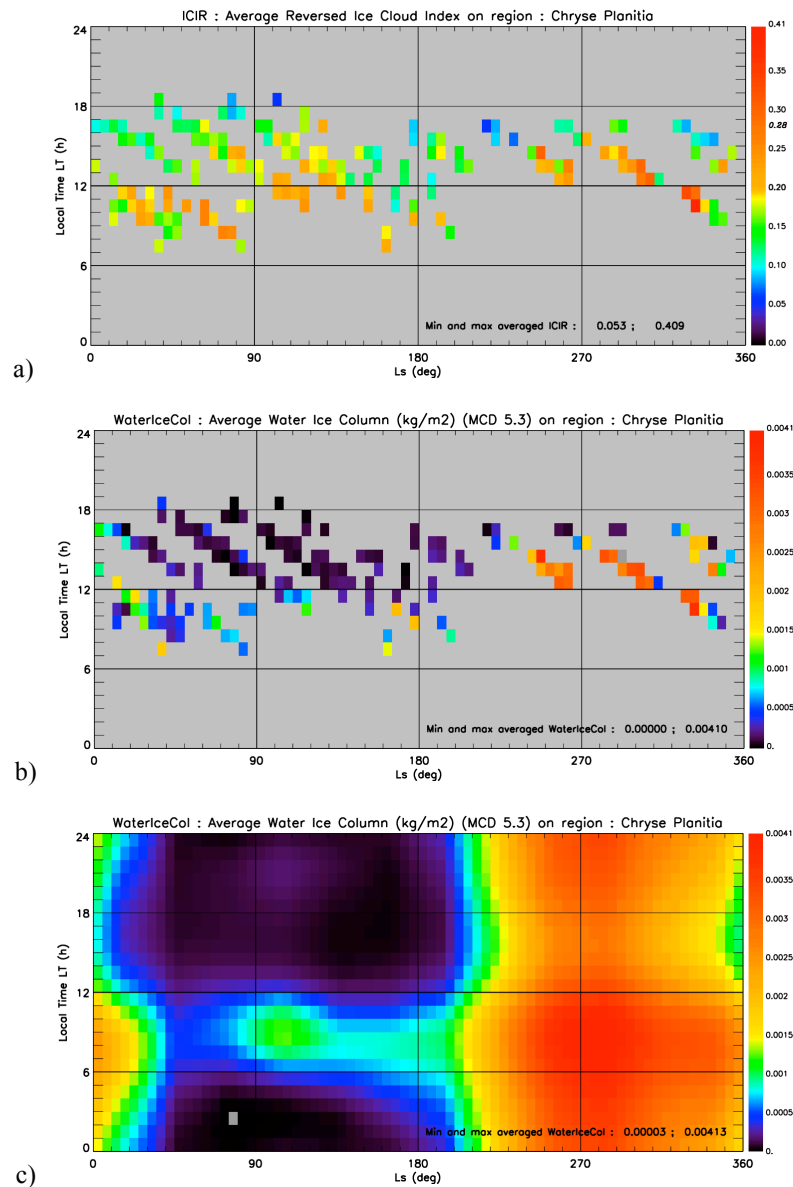 ICIR : Average Reversed Ice Cloud Index on region : Chryse Planitia
24
18
12
6
0
Local Time LT (h)
0 90 180 270 360
Ls (deg)
Min and max averaged ICIR : 0.053 ; 0.409
0.41
0.35
0.30
0.28
0.25
0.20
0.15
0.10
0.05
0.00
a)
WaterIceCol : Average Water Ice Column (kg/m2) (MCD 5.3) on region : Chryse Planitia
24
18
12
6
0
Local Time LT (h)
0 90 180 270 360
Ls (deg)
Min and max averaged WaterIceCol : 0.00000 ; 0.00410
0.0041
0.0035
0.003
0.0025
0.002
0.0015
0.001
0.0005
0.
b)
WaterIceCol : Average Water Ice Column (kg/m2) (MCD 5.3) on region : Chryse Planitia
24
18
12
6
0
Local Time LT (h)
0 90 180 270 360
Ls (deg)
Min and max averaged WaterIceCol : 0.00003 ; 0.00413
0.0041
0.0035
0.003
0.0025
0.002
0.0015
0.001
0.0005
0.
c)